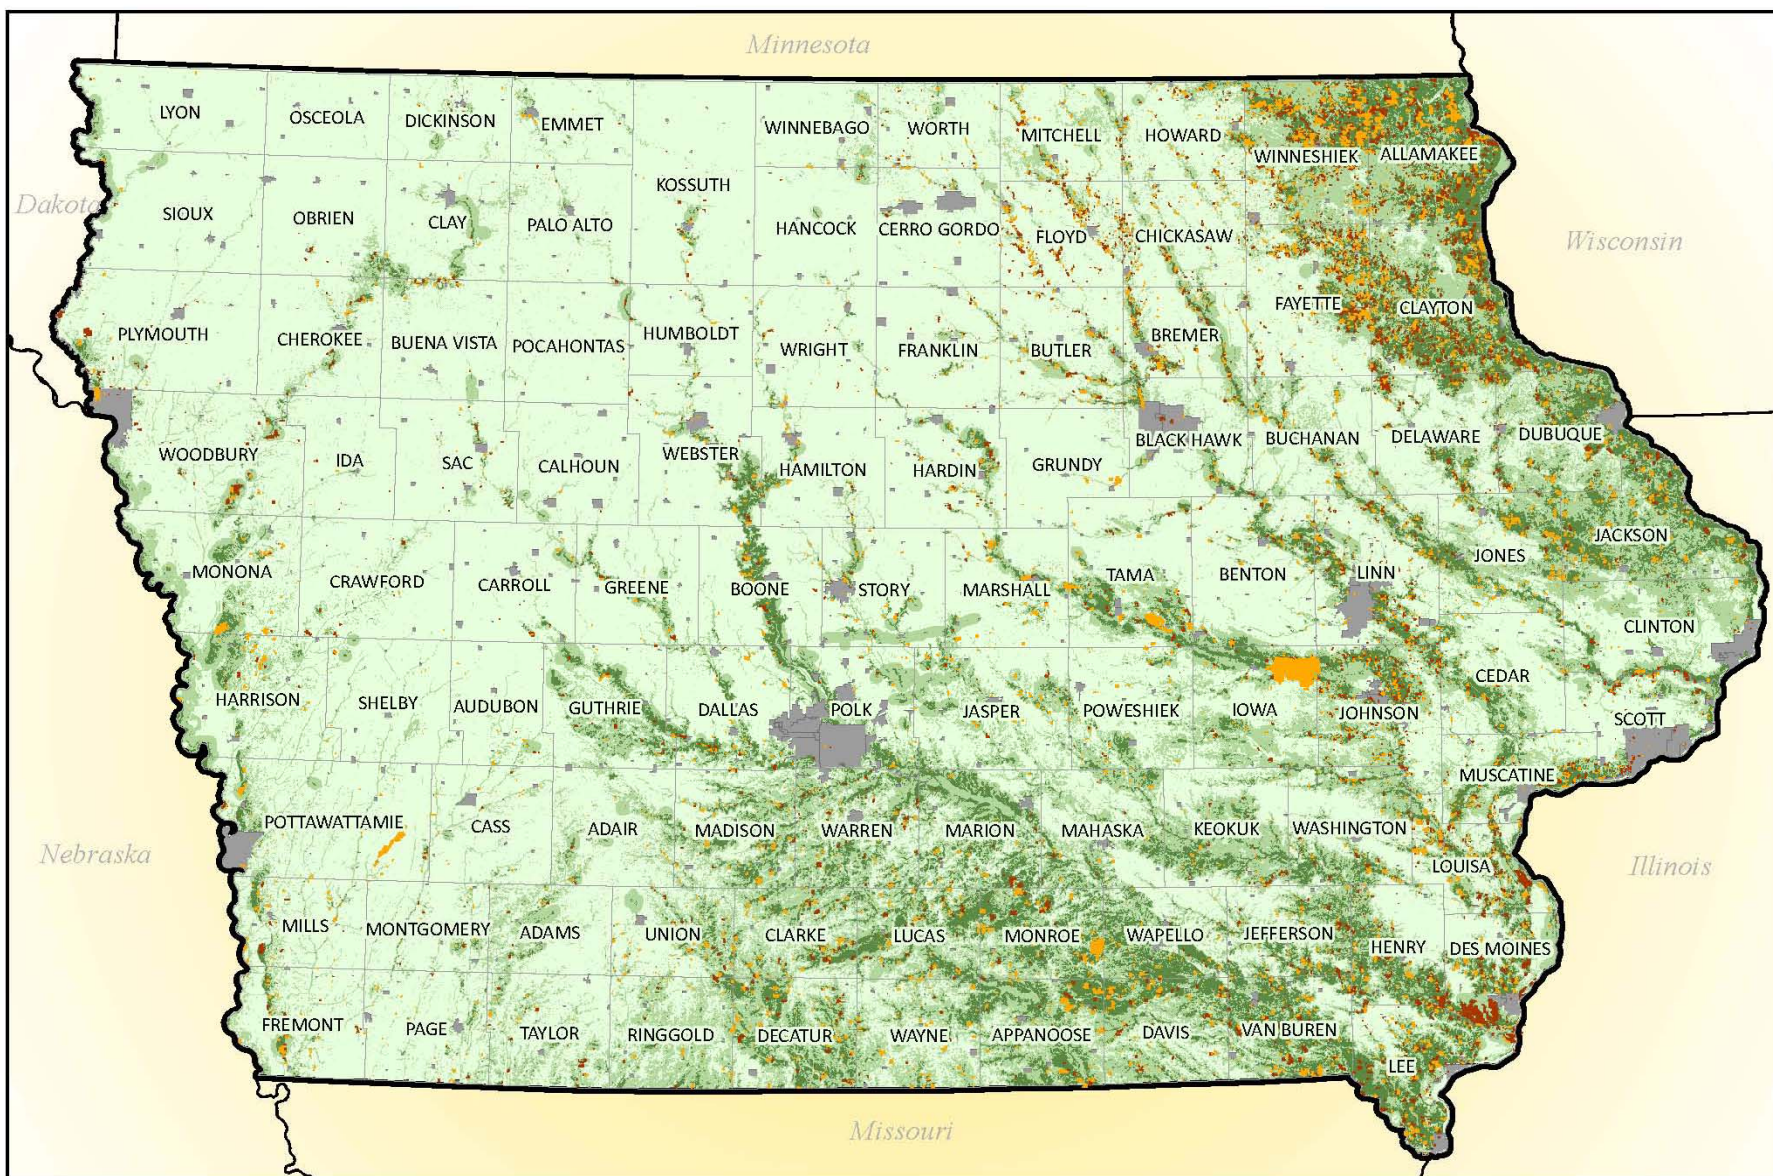 Minnesota
LYON
OSCEOLA
DICKINSON
EMMET
WINNEBAGO
WORTH
MITCHELL
HOWARD
WINNESHIEK
ALLAMAKEE
KOSSUTH
Dakota
SIOUX
OBRIEN
CLAY
PALO ALTO
HANCOCK
CERRO GORDO
FLOYD
CHICKASAW
Wisconsin
PLYMOUTH
CHEROKEE
BUENA VISTA
POCAHONTAS
HUMBOLDT
WRIGHT
FRANKLIN
BUTLER
BREMER
FAYETTE
CLAYTON
WOODBURY
IDA
SAC
CALHOUN
WEBSTER
HAMILTON
HARDIN
GRUNDY
BLACK HAWK
BUCHANAN
DELAWARE
DUBUQUE
MONONA
CRAWFORD
CARROLL
GREENE
BOONE
STORY
MARSHALL
TAMA
BENTON
LINN
JONES
JACKSON
CLINTON
HARRISON
SHELBY
AUDUBON
GUTHRIE
DALLAS
POLK
JASPER
POWESHIEK
IOWA
JOHNSON
CEDAR
SCOTT
Nebraska
POTTAWATTAMIE
CASS
ADAIR
MADISON
WARREN
MARION
MAHASKA
KEOKUK
WASHINGTON
MUSCATINE
LOUISA
Illinois
MILLS
MONTGOMERY
ADAMS
UNION
CLARKE
LUCAS
MONROE
WAPELLO
JEFFERSON
HENRY
DES MOINES
FREMONT
PAGE
TAYLOR
RINGGOLD
DECATUR
WAYNE
APPANOOSE
DAVIS
VAN BUREN
LEE
Missouri